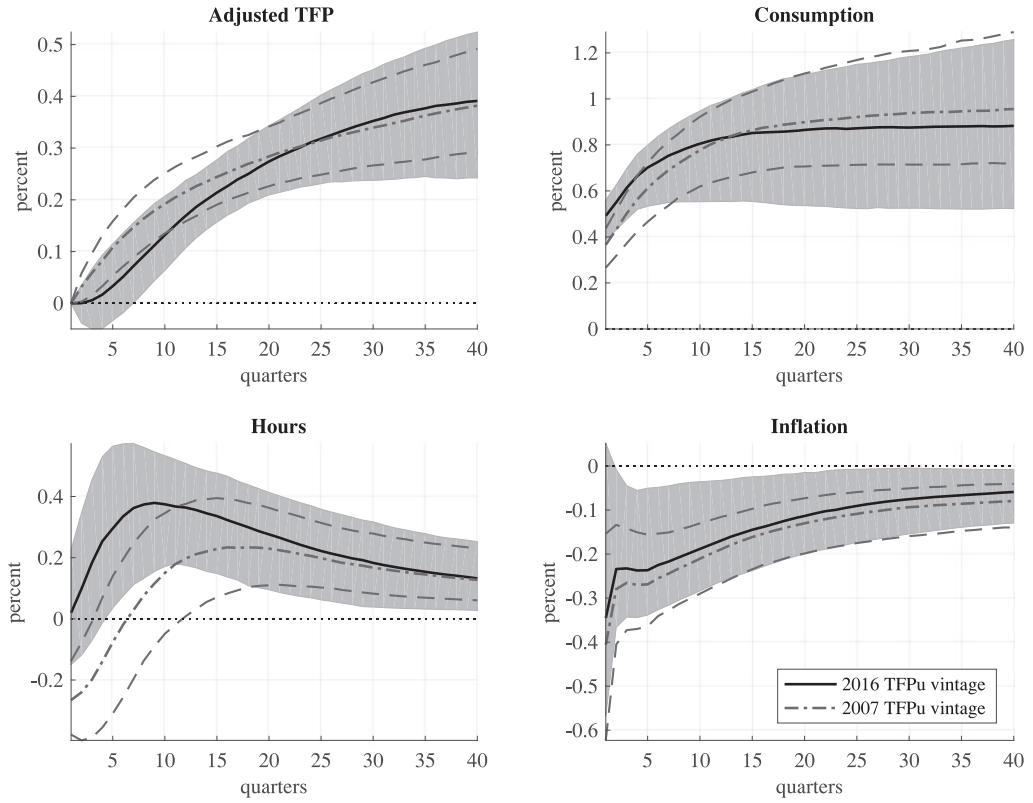 Adjusted TFP
percent
0.5
0.4
0.3
0.2
0.1
0
5 10 15 20 25 30 35 40
quarters
Consumption
percent
1.2
1
0.8
0.6
0.4
0.2
0
5 10 15 20 25 30 35 40
quarters
Hours
percent
0.4
0.2
0
-0.2
5 10 15 20 25 30 35 40
quarters
Inflation
percent
0
-0.1
-0.2
-0.3
-0.4
-0.5
-0.6
2016 TFPu vintage
2007 TFPu vintage
5 10 15 20 25 30 35 40
quarters